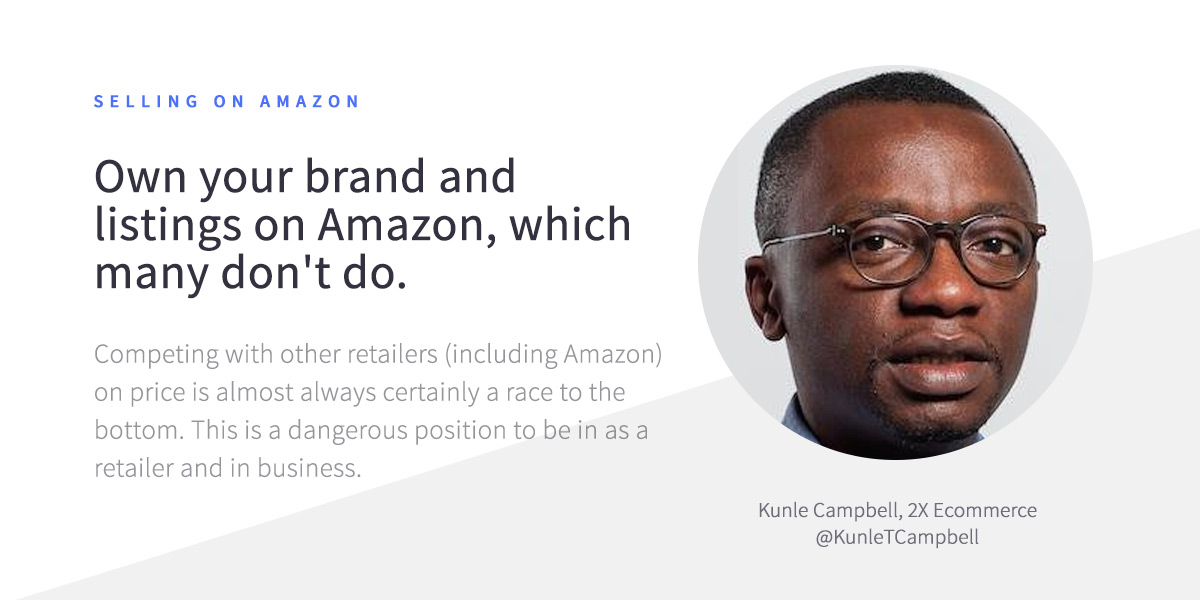 SELLING ON AMAZON
Own your brand and
listings on Amazon, which
many don't do.
Competing with other retailers (including Amazon)
on price is almost always certainly a race to the
bottom. This is a dangerous position to be in as a
retailer and in business.
Kunle Campbell, 2X Ecommerce
@KunleTCampbell